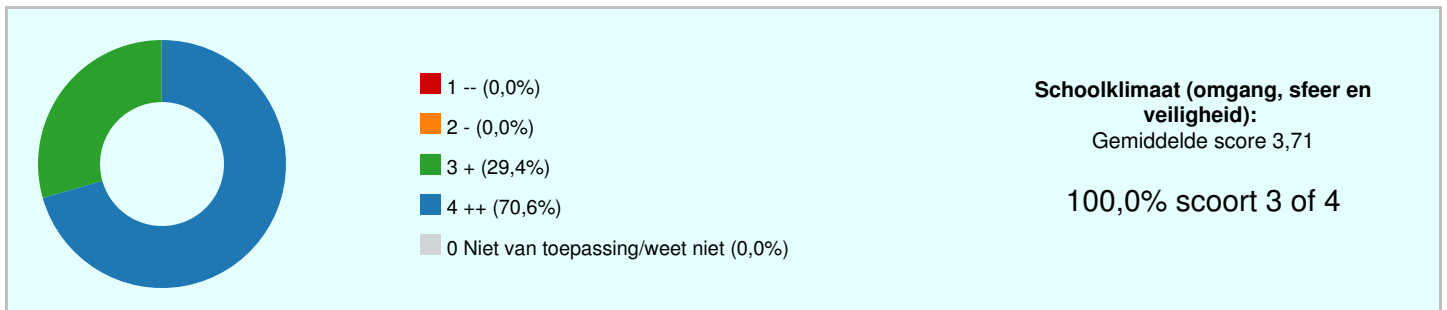 1 -- (0,0%)
2 - (0,0%)
3 + (29,4%)
4 ++ (70,6%)
0 Niet van toepassing/weet niet (0,0%)
Schoolklimaat (omgang, sfeer en
veiligheid):
Gemiddelde score 3,71
100,0% scoort 3 of 4